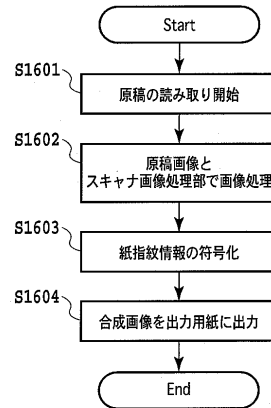 Start
S1601
原稿の読み取り開始
S1602
原稿画像と
スキャナ画像処理部で画像処理
S1603
紙指紋情報の符号化
S1604
合成画像を出力用紙に出力
End